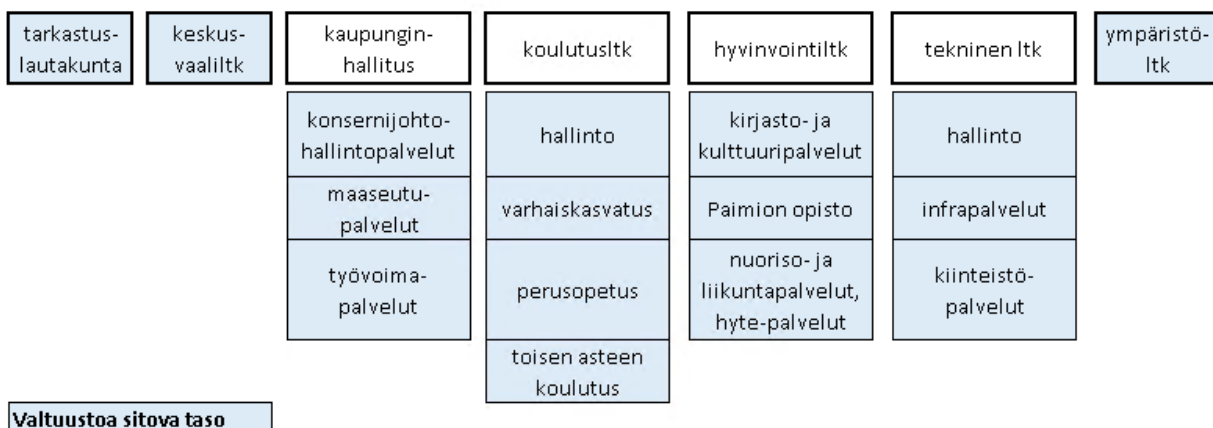 tarkastus-
lautakunta
keskus-
vaaliltk
kaupungin-
hallitus
koulutusltk
hyvinvointiltk
tekninen ltk
ympäristö-
ltk
konsernijohto-
hallintopalvelut
maaseutu-
palvelut
työvoima-
palvelut
hallinto
varhaiskasvatus
perusopetus
toisen asteen
koulutus
kirjasto- ja
kulttuuripalvelut
Paimion opisto
nuoriso- ja
liikuntapalvelut,
hyte-palvelut
hallinto
infrapalvelut
kiinteistö-
palvelut
Valtuustoa sitova taso